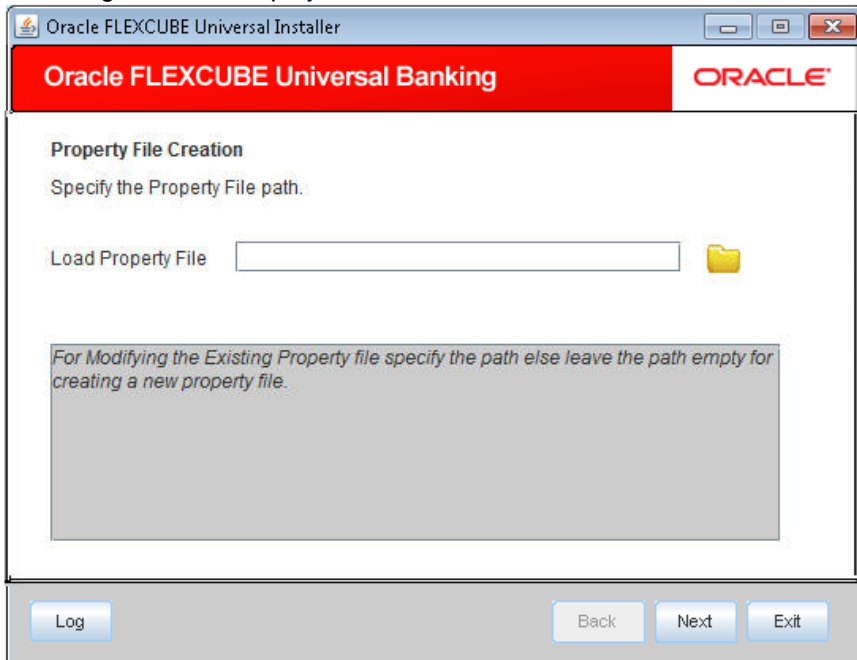 Oracle FLEXCUBE Universal Installer
Oracle FLEXCUBE Universal Banking
ORACLE
Property File Creation
Specify the Property File path.
Load Property File
For Modifying the Existing Property file specify the path else leave the path empty for
creating a new property file.
Log Back Next Exit